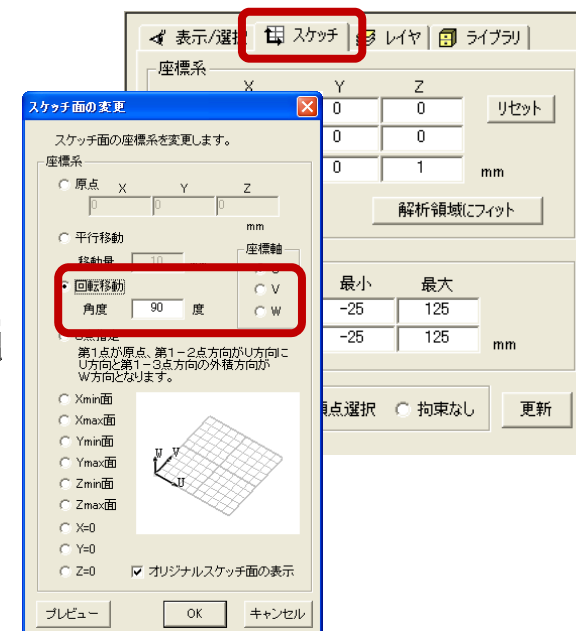 表示/選択 スケッチ レイヤ ライブラリ
座標系
X Y Z
0 0 リセット
0 0
0 1 mm
解析領域にフィット
最小 最大
-25 125
-25 125 mm
点選択 拘束なし 更新
スケッチ面の変更
スケッチ面の座標系を変更します。
座標系
原点 X Y Z
0 0 0
mm
平行移動
移動量 10
座標軸
回転移動 V
角度 90 度 W
第1点が原点、第1-2点方向がU方向に
U方向と第1-3点方向の外積方向が
W方向となります。
Xmin面
Xmax面
Ymin面
Ymax面
Zmin面
Zmax面
X=0
Y=0
Z=0
W V
U
オリジナルスケッチ面の表示
プレビュー OK キャンセル